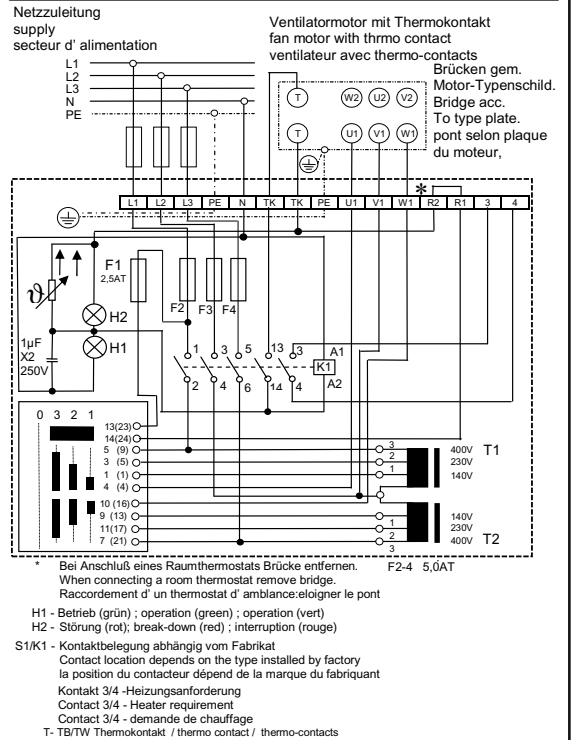 Netzzuleitung
supply
secteur d' alimentation
Ventilatormotor mit Thermokontakt
fan motor with thrmo contact
ventilateur avec thermo-contacts
Brücken gem.
Motor-Typenschild.
Bridge acc.
To type plate.
pont selon plaque
du moteur,
L1
L2
L3
N
PE
T W2 U2 V2
T U1 V1 W1
*
L1 L2 L3 PE N TK TK PE U1 V1 W1 R2 R1 3 4
F1
2,5AT
F2 F3 F4
ϑ
H2
H1
1µF
X2
250V
1 3 5 13 3
A1
K1
A2
2 4 6 14 4
0 3 2 1
13(23)
14(24)
5 (9)
3 (5)
1 (1)
4 (4)
10 (16)
9 (13)
11(17)
7 (21)
3 400V T1
2 230V
1 140V
140V
1 230V
2 400V T2
3
* Bei Anschluß eines Raumthermostats Brücke entfernen. F2-4 5,0AT
When connecting a room thermostat remove bridge.
Raccordement d' un thermostat d' ambiance:eloigner le pont
H1 - Betrieb (grün) ; operation (green) ; operation (vert)
H2 - Störung (rot); break-down (red) ; interruption (rouge)
S1/K1 - Kontaktbelegung abhängig vom Fabrikat
Contact location depends on the type installed by factory
la position du contacteur dépend de la marque du fabriquant
Kontakt 3/4 -Heizungsanforderung
Contact 3/4 - Heater requirement
Contact 3/4 - demande de chauffage
T- TB/TW Thermokontakt / thermo contact / thermo-contacts